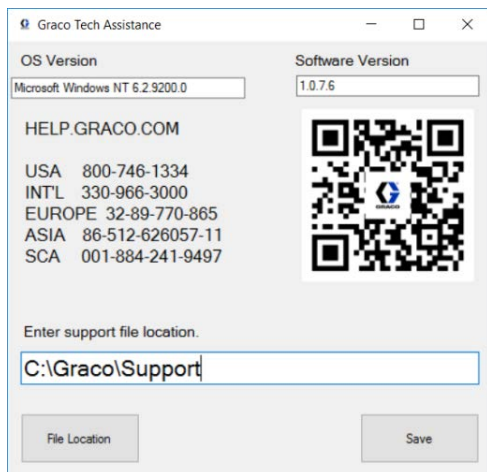 Graco Tech Assistance
OS Version
Software Version
Microsoft Windows NT 6.2.9200.0
1.0.7.6
HELP.GRACO.COM
USA 800-746-1334
INT'L 330-966-3000
EUROPE 32-89-770-865
ASIA 86-512-626057-11
SCA 001-884-241-9497
GRACO
Enter support file location.
C:\Graco\Support
File Location
Save